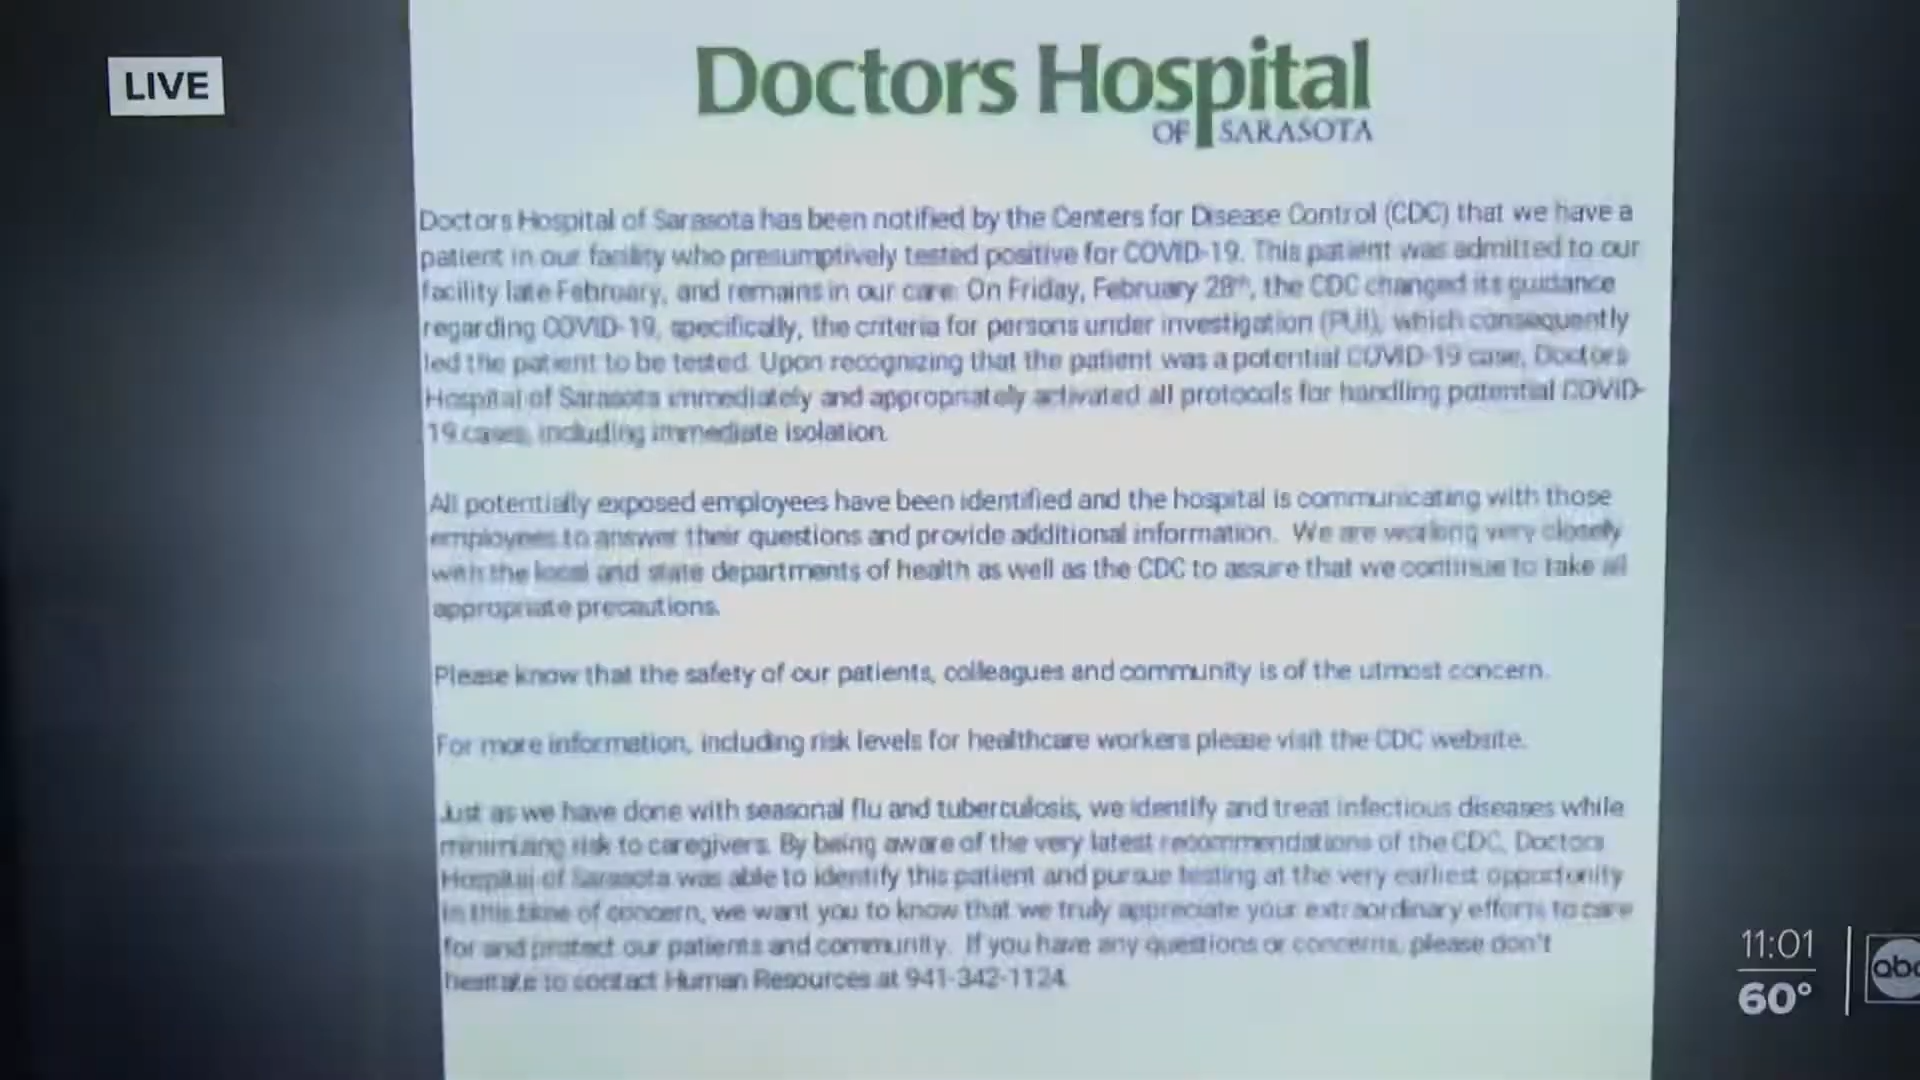 LIVE
Doctors Hospital
OF SARASOTA
Doctors Hospital of Sarasota has been notified by the Centers for Disease Control (CDC) that we have a
patient in our facility who presumptively tested positive for COVID-19. This patient was admitted to our
facility late February, and remains in our care. On Friday, February 28th, the CDC changed its guidance
regarding COVID-19, specifically, the criteria for persons under investigation (PUI), which consequently
led the patient to be tested. Upon recognizing that the patient was a potential COVID-19 case, Doctors
Hospital of Sarasota immediately and appropriately activated all protocols for handling potential COVID-
19 cases, including immediate isolation.
All potentially exposed employees have been identified and the hospital is communicating with those
employees to answer their questions and provide additional information. We are working very closely
with the local and state departments of health as well as the CDC to assure that we continue to take all
appropriate precautions.
Please know that the safety of our patients, colleagues and community is of the utmost concern.
For more information, including risk levels for healthcare workers please visit the CDC website.
Just as we have done with seasonal flu and tuberculosis, we identify and treat infectious diseases while
minimizing risk to caregivers. By being aware of the very latest recommendations of the CDC, Doctors
Hospital of Sarasota was able to identify this patient and pursue testing at the very earliest opportunity
In this time of concern, we want you to know that we truly appreciate your extraordinary efforts to care
for and protect our patients and community. If you have any questions or concerns, please don't
hesitate to contact Human Resources at 941-342-1124.
11:01
60°
abc